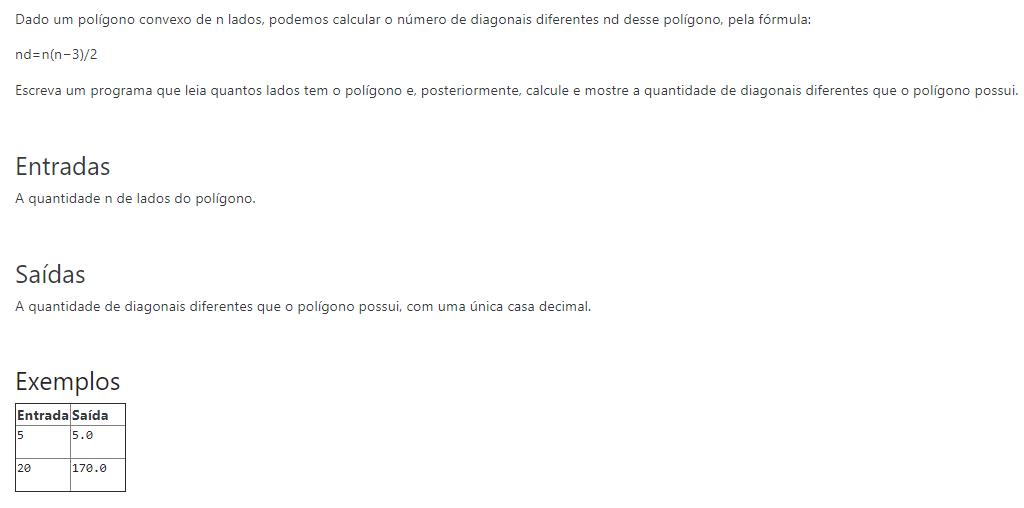 Dado um polígono convexo de n lados, podemos calcular o número de diagonais diferentes nd desse polígono, pela fórmula:
nd=n(n−3)/2
Escreva um programa que leia quantos lados tem o polígono e, posteriormente, calcule e mostre a quantidade de diagonais diferentes que o polígono possui.
Entradas
A quantidade n de lados do polígono.
Saídas
A quantidade de diagonais diferentes que o polígono possui, com uma única casa decimal.
Exemplos
Entrada Saída
5 5.0
20 170.0